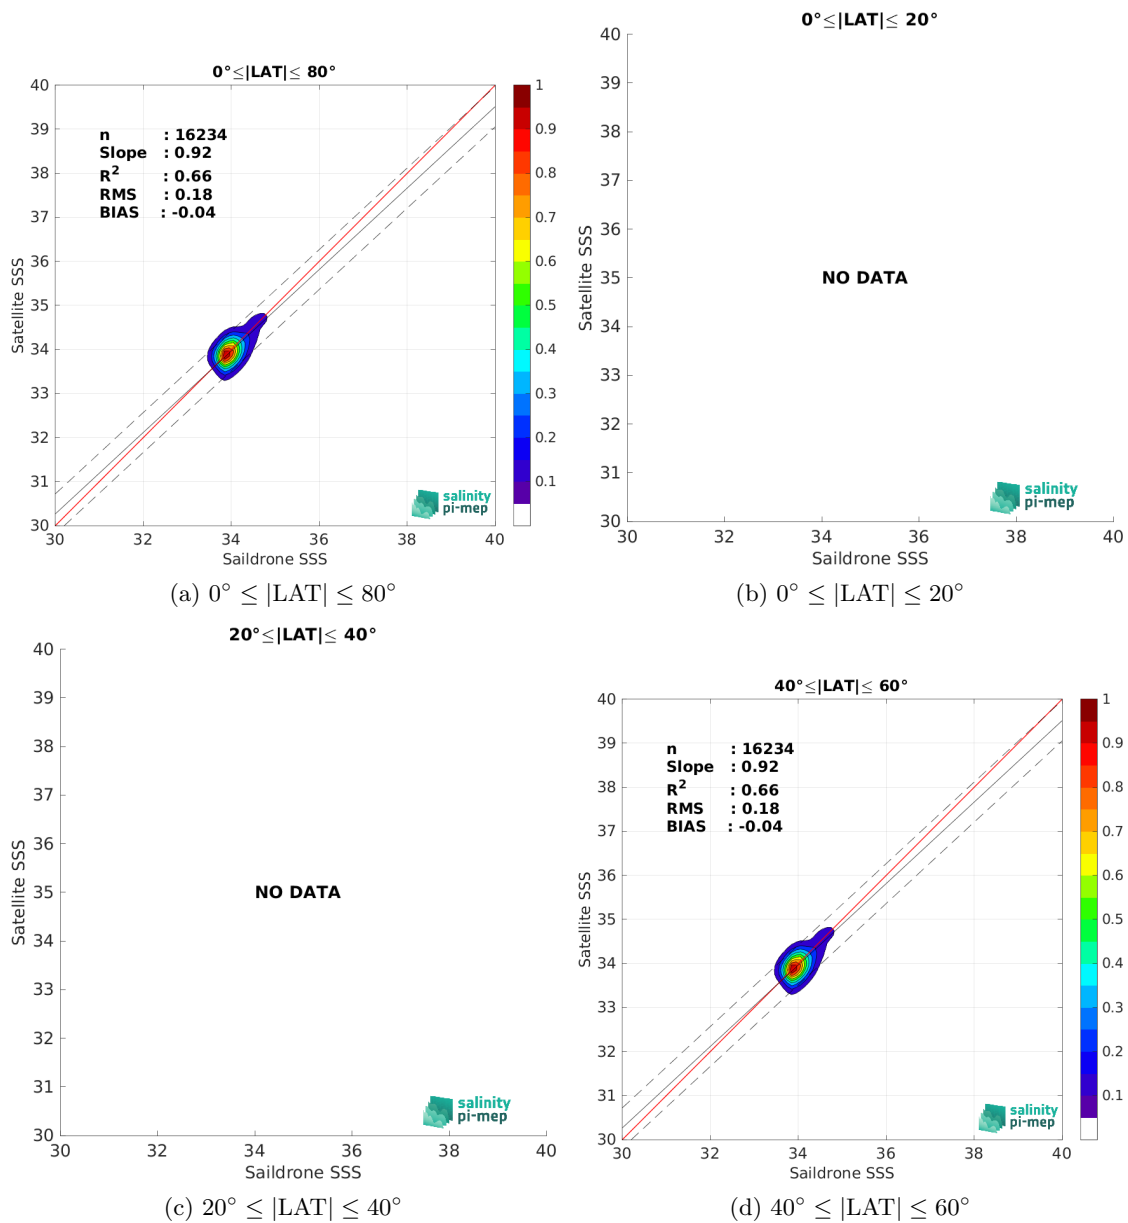 0°≤|LAT|≤ 80°
40
39
38
37
36
35
34
33
32
31
30
Satellite SSS
n : 16234
Slope : 0.92
R² : 0.66
RMS : 0.18
BIAS : -0.04
1
0.9
0.8
0.7
0.6
0.5
0.4
0.3
0.2
0.1
salinity
pi-mep
30 32 34 36 38 40
Saildrone SSS
(a) 0° ≤ |LAT| ≤ 80°
0°≤|LAT|≤ 20°
40
39
38
37
36
35
34
33
32
31
30
Satellite SSS
NO DATA
salinity
pi-mep
30 32 34 36 38 40
Saildrone SSS
(b) 0° ≤ |LAT| ≤ 20°
20°≤|LAT|≤ 40°
40
39
38
37
36
35
34
33
32
31
30
Satellite SSS
NO DATA
salinity
pi-mep
30 32 34 36 38 40
Saildrone SSS
(c) 20° ≤ |LAT| ≤ 40°
40°≤|LAT|≤ 60°
40
39
38
37
36
35
34
33
32
31
30
Satellite SSS
n : 16234
Slope : 0.92
R² : 0.66
RMS : 0.18
BIAS : -0.04
1
0.9
0.8
0.7
0.6
0.5
0.4
0.3
0.2
0.1
salinity
pi-mep
30 32 34 36 38 40
Saildrone SSS
(d) 40° ≤ |LAT| ≤ 60°